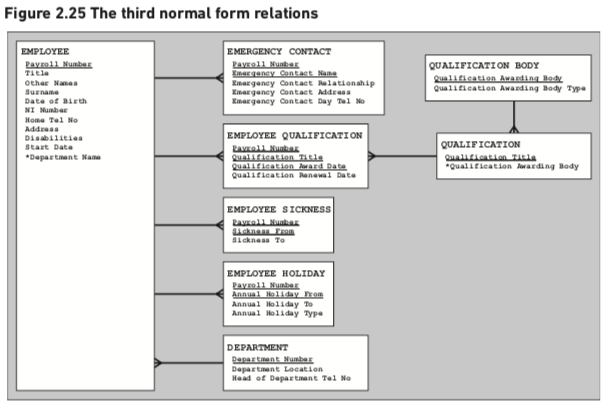 Figure 2.25 The third normal form relations
EMPLOYEE
Payroll Number
Title
Other Names
Surname
Date of Birth
NI Number
Home Tel No
Address
Disabilities
Start Date
*Department Name
EMERGENCY CONTACT
Payroll Number
Emergency Contact Name
Emergency Contact Relationship
Emergency Contact Address
Emergency Contact Day Tel No
QUALIFICATION BODY
Qualification Awarding Body
Qualification Awarding Body Type
EMPLOYEE QUALIFICATION
Payroll Number
Qualification Title
Qualification Award Date
Qualification Renewal Date
QUALIFICATION
Qualification Title
*Qualification Awarding Body
EMPLOYEE SICKNESS
Payroll Number
Sickness From
Sickness To
EMPLOYEE HOLIDAY
Payroll Number
Annual Holiday From
Annual Holiday To
Annual Holiday Type
DEPARTMENT
Department Number
Department Location
Head of Department Tel No